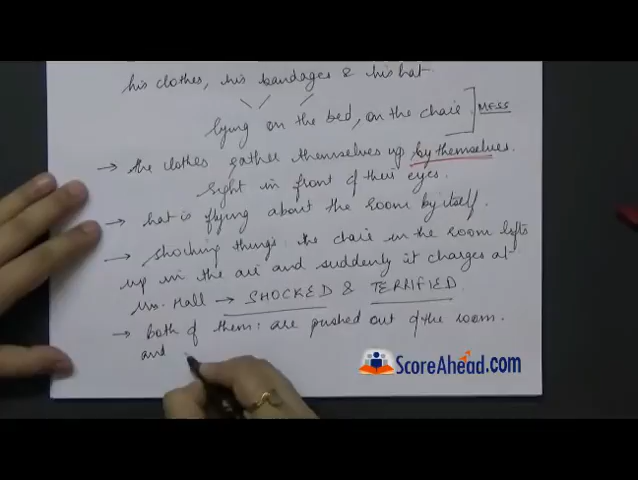 his clothes, his bandages & his hat.
lying on the bed, on the chair. MESS
→ the clothes gather themselves up by themselves.
right in front of their eyes.
→ hat is flying about the room by itself.
→ shocking things: the chair in the room lifts
up in the air and suddenly it charges at
Mrs. Hall → SHOCKED & TERRIFIED.
→ both of them: are pushed out of the room.
and
ScoreAhead.com